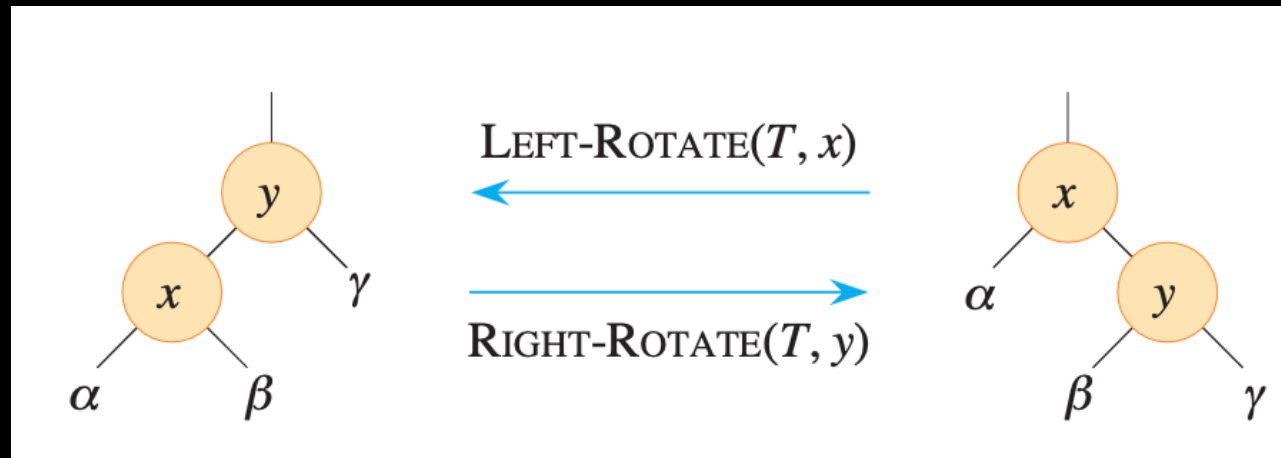 LEFT-ROTATE(T, x)
y
x
x
γ
α
y
RIGHT-ROTATE(T, y)
α
β
β
γ